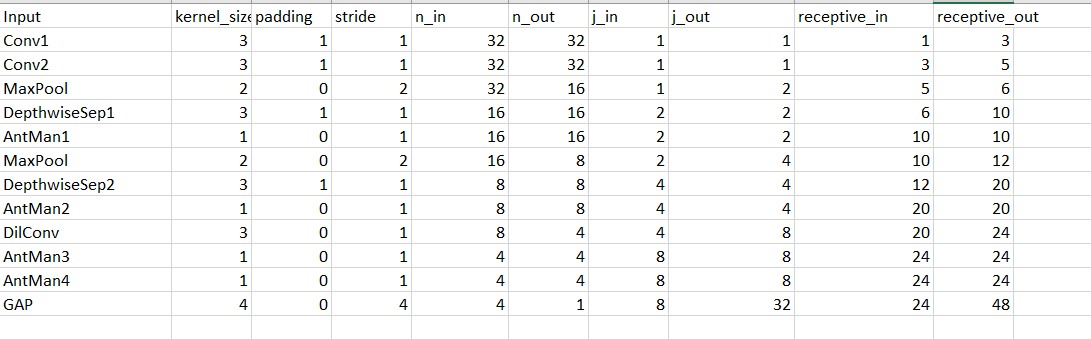 Input kernel_size padding stride n_in n_out j_in j_out receptive_in receptive_out
Conv1 3 1 1 32 32 1 1 1 3
Conv2 3 1 1 32 32 1 1 3 5
MaxPool 2 0 2 32 16 1 2 5 6
DepthwiseSep1 3 1 1 16 16 2 2 6 10
AntMan1 1 0 1 16 16 2 2 10 10
MaxPool 2 0 2 16 8 2 4 10 12
DepthwiseSep2 3 1 1 8 8 4 4 12 20
AntMan2 1 0 1 8 8 4 4 20 20
DilConv 3 0 1 8 4 4 8 20 24
AntMan3 1 0 1 4 4 8 8 24 24
AntMan4 1 0 1 4 4 8 8 24 24
GAP 4 0 4 4 1 8 32 24 48